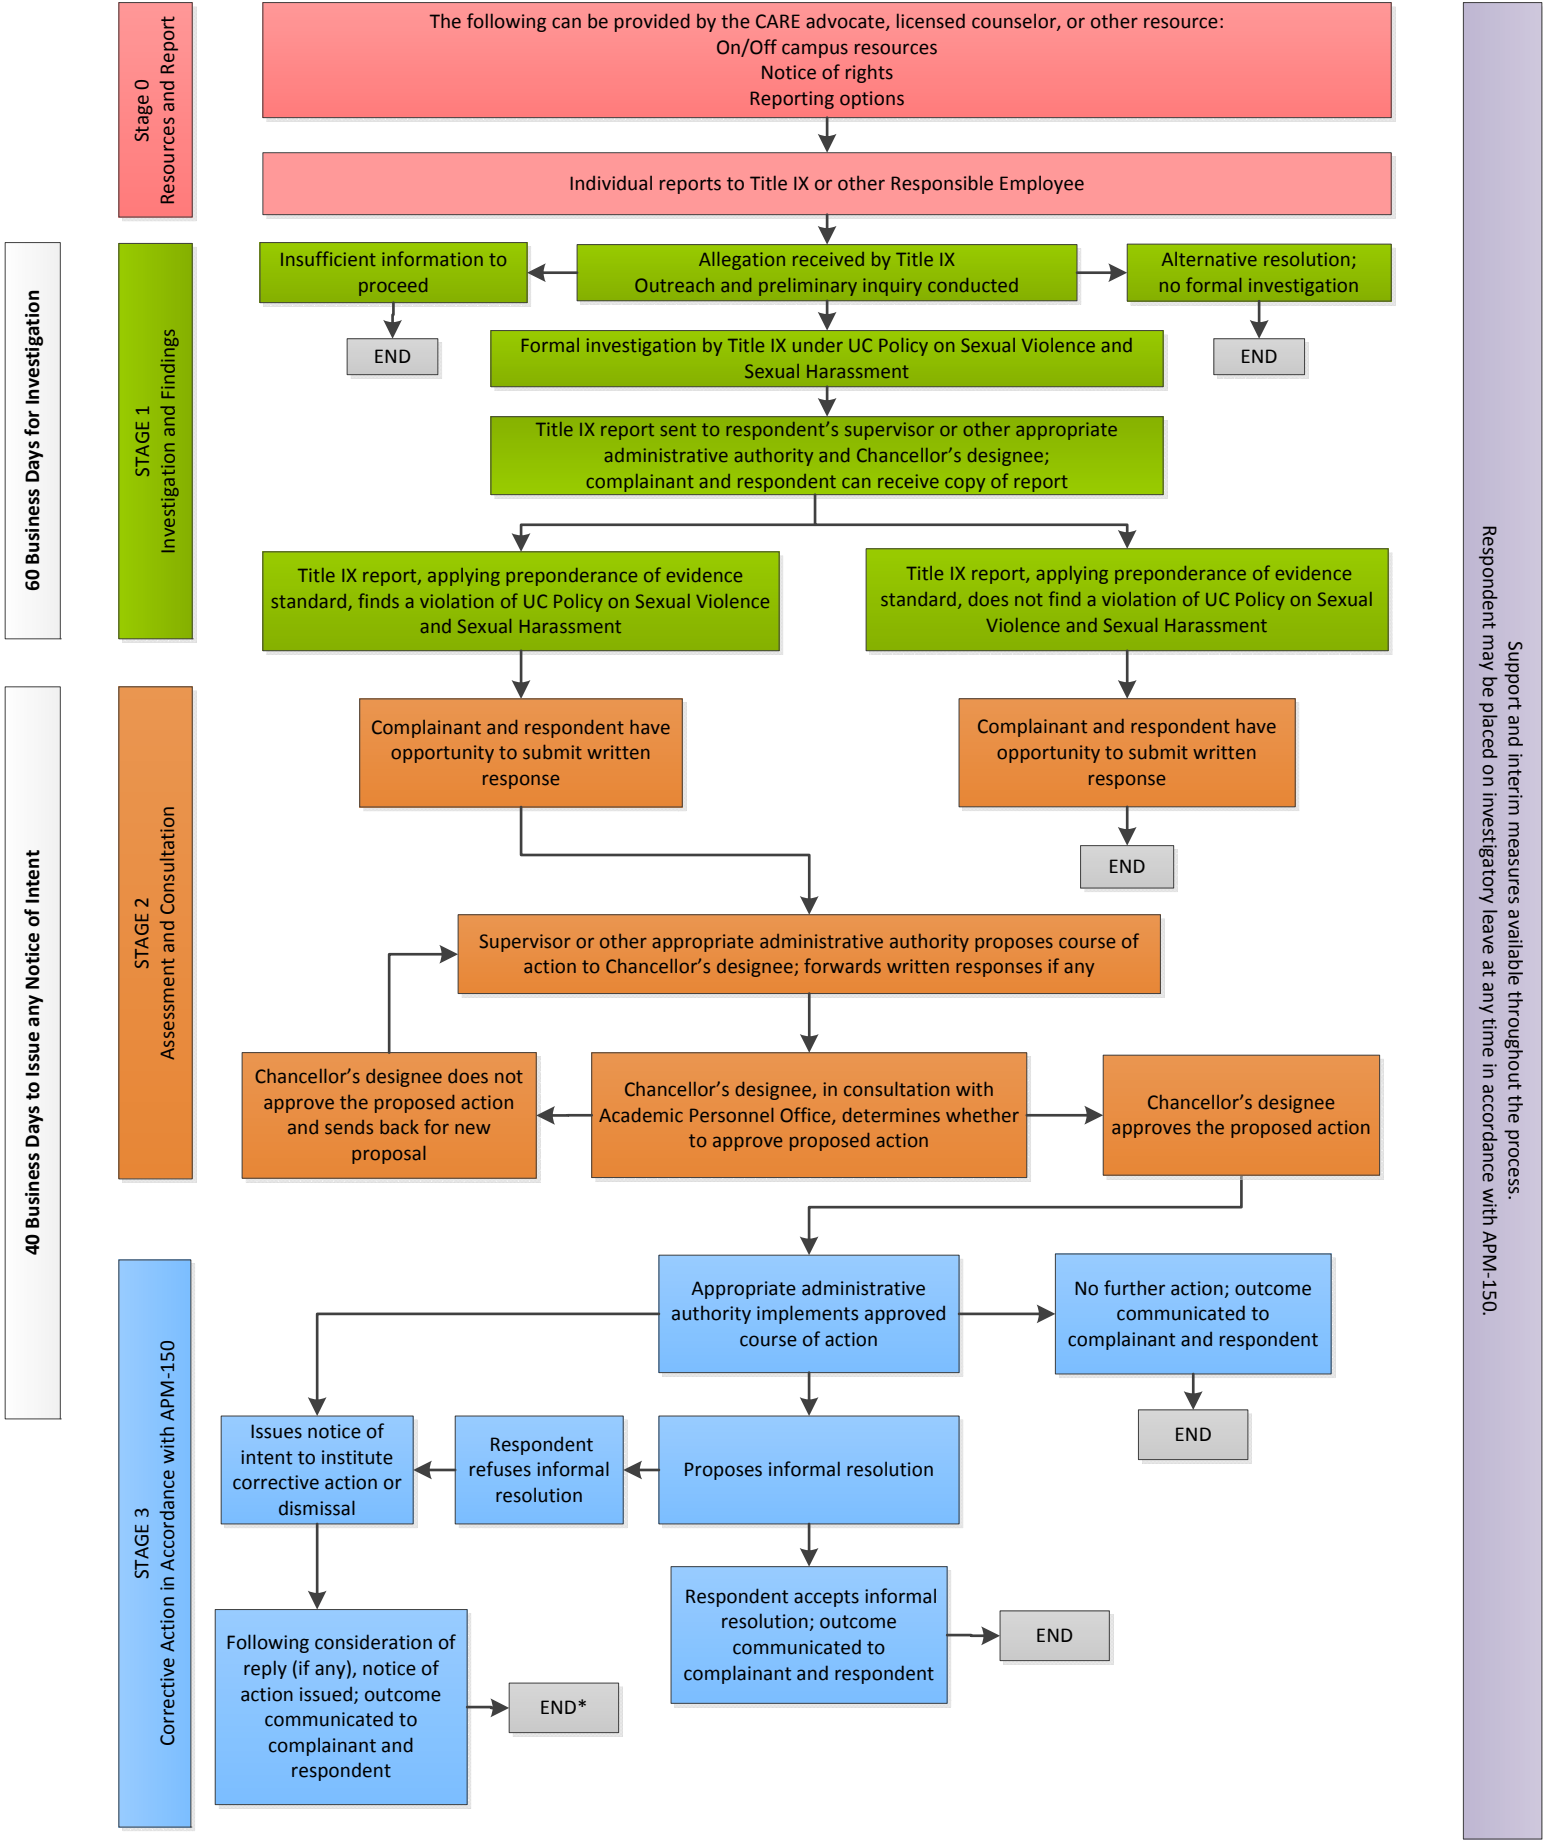 Stage 0
Resources and Report
The following can be provided by the CARE advocate, licensed counselor, or other resource:
On/Off campus resources
Notice of rights
Reporting options
Individual reports to Title IX or other Responsible Employee
60 Business Days for Investigation
STAGE 1
Investigation and Findings
Insufficient information to
proceed
Allegation received by Title IX
Outreach and preliminary inquiry conducted
Alternative resolution;
no formal investigation
END
Formal investigation by Title IX under UC Policy on Sexual Violence and
Sexual Harassment
END
Title IX report sent to respondent’s supervisor or other appropriate
administrative authority and Chancellor’s designee;
complainant and respondent can receive copy of report
Title IX report, applying preponderance of evidence
standard, finds a violation of UC Policy on Sexual Violence
and Sexual Harassment
Title IX report, applying preponderance of evidence
standard, does not find a violation of UC Policy on Sexual
Violence and Sexual Harassment
40 Business Days to Issue any Notice of Intent
STAGE 2
Assessment and Consultation
Complainant and respondent have
opportunity to submit written
response
Complainant and respondent have
opportunity to submit written
response
END
Supervisor or other appropriate administrative authority proposes course of
action to Chancellor’s designee; forwards written responses if any
Chancellor’s designee does not
approve the proposed action
and sends back for new
proposal
Chancellor’s designee, in consultation with
Academic Personnel Office, determines whether
to approve proposed action
Chancellor’s designee
approves the proposed action
STAGE 3
Corrective Action in Accordance with APM-150
Appropriate administrative
authority implements approved
course of action
No further action; outcome
communicated to
complainant and respondent
END
Issues notice of
intent to institute
corrective action or
dismissal
Respondent
refuses informal
resolution
Proposes informal resolution
Respondent accepts informal
resolution; outcome
communicated to
complainant and respondent
END
Following consideration of
reply (if any), notice of
action issued; outcome
communicated to
complainant and
respondent
END*
Support and interim measures available throughout the process.
Respondent may be placed on investigatory leave at any time in accordance with APM-150.